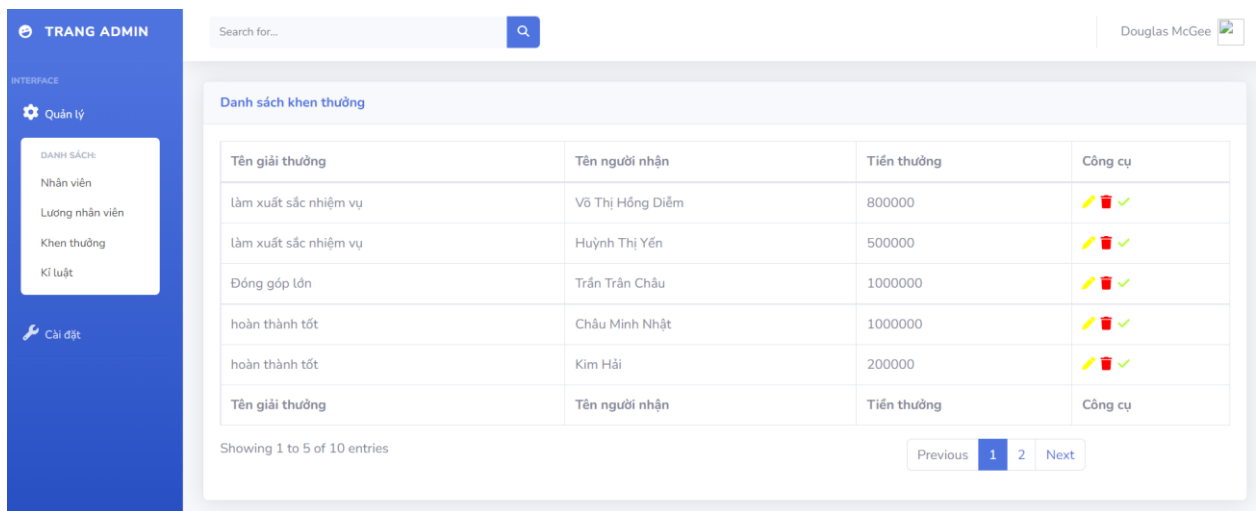 TRANG ADMIN
Search for...
Douglas McGee
INTERFACE
Quản lý
DANH SÁCH:
Nhân viên
Lương nhân viên
Khen thưởng
Kĩ luật
Cài đặt
Danh sách khen thưởng
Tên giải thưởng Tên người nhận Tiền thưởng Công cụ
làm xuất sắc nhiệm vụ Võ Thị Hồng Diễm 800000
làm xuất sắc nhiệm vụ Huỳnh Thị Yến 500000
Đóng góp lớn Trần Trân Châu 1000000
hoàn thành tốt Châu Minh Nhật 1000000
hoàn thành tốt Kim Hải 200000
Tên giải thưởng Tên người nhận Tiền thưởng Công cụ
Showing 1 to 5 of 10 entries
Previous 1 2 Next